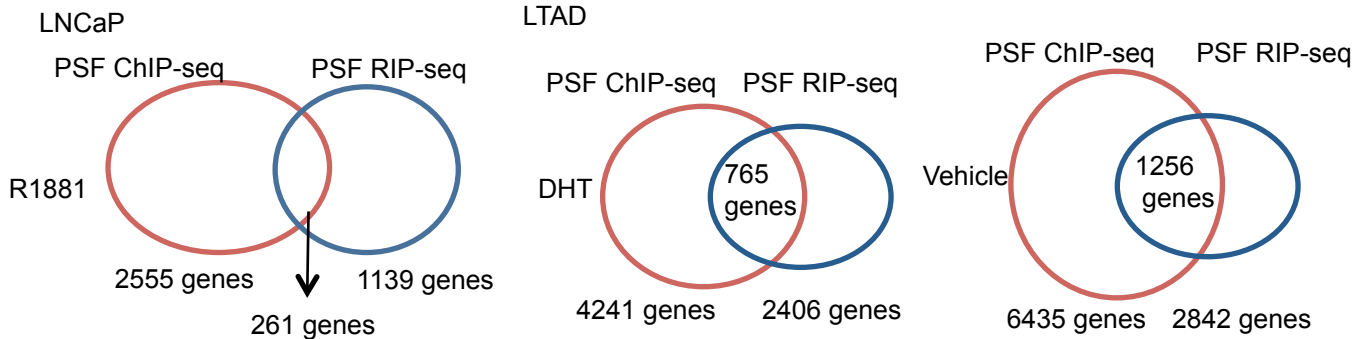 LNCaP
PSF ChIP-seq
PSF RIP-seq
R1881
2555 genes
1139 genes
261 genes
LTAD
PSF ChIP-seq
PSF RIP-seq
DHT
765
genes
4241 genes
2406 genes
PSF ChIP-seq
PSF RIP-seq
Vehicle
1256
genes
6435 genes
2842 genes